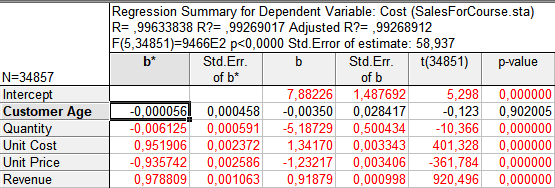 Regression Summary for Dependent Variable: Cost (SalesForCourse.sta)
R= ,99633838 R?= ,99269017 Adjusted R?= ,99268912
F(5,34851)=9466E2 p<0,0000 Std.Error of estimate: 58,937
N=34857 b* Std.Err. of b* b Std.Err. of b t(34851) p-value
Intercept 7,88226 1,487692 5,298 0,000000
Customer Age -0,000056 0,000458 -0,00350 0,028417 -0,123 0,902005
Quantity -0,006125 0,000591 -5,18729 0,500434 -10,366 0,000000
Unit Cost 0,951906 0,002372 1,34170 0,003343 401,328 0,000000
Unit Price -0,935742 0,002586 -1,23217 0,003406 -361,784 0,000000
Revenue 0,978809 0,001063 0,91879 0,000998 920,496 0,000000